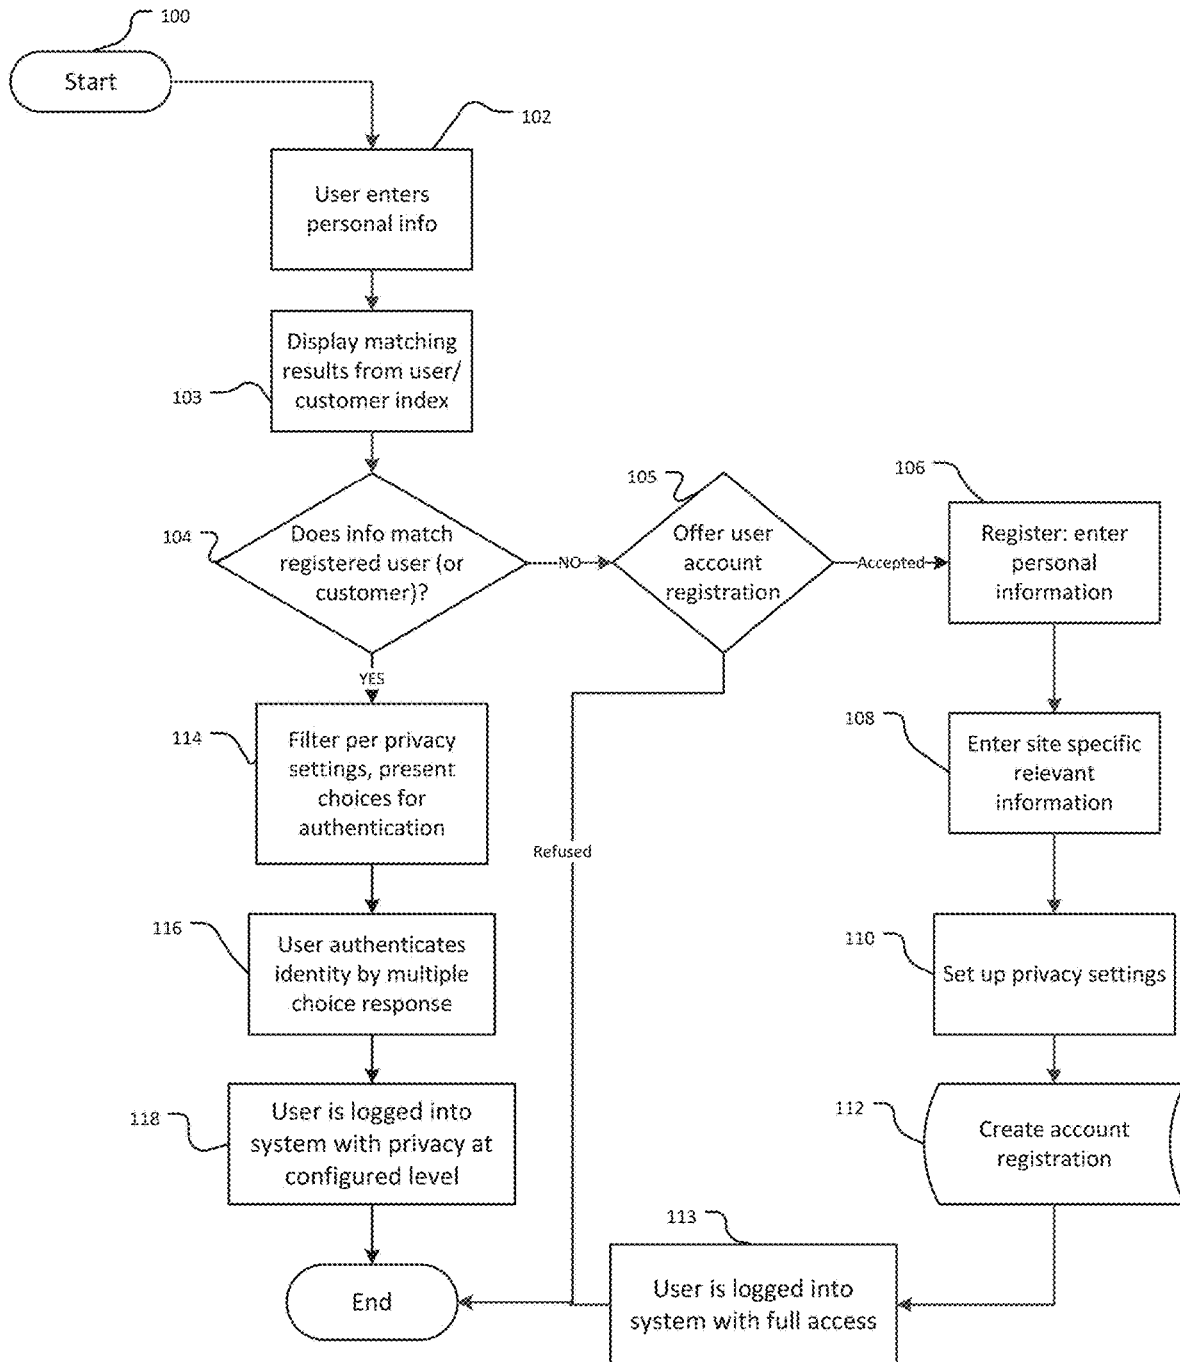 100
Start
102
User enters
personal info
Display matching
results from user/
customer index
103
104
Does info match
registered user (or
customer)?
NO
105
Offer user
account
registration
Accepted
106
Register: enter
personal
information
YES
114
Filter per privacy
settings, present
choices for
authentication
108
Enter site specific
relevant
information
Refused
116
User authenticates
identity by multiple
choice response
110
Set up privacy settings
118
User is logged into
system with privacy at
configured level
112
Create account
registration
113
User is logged into
system with full access
End